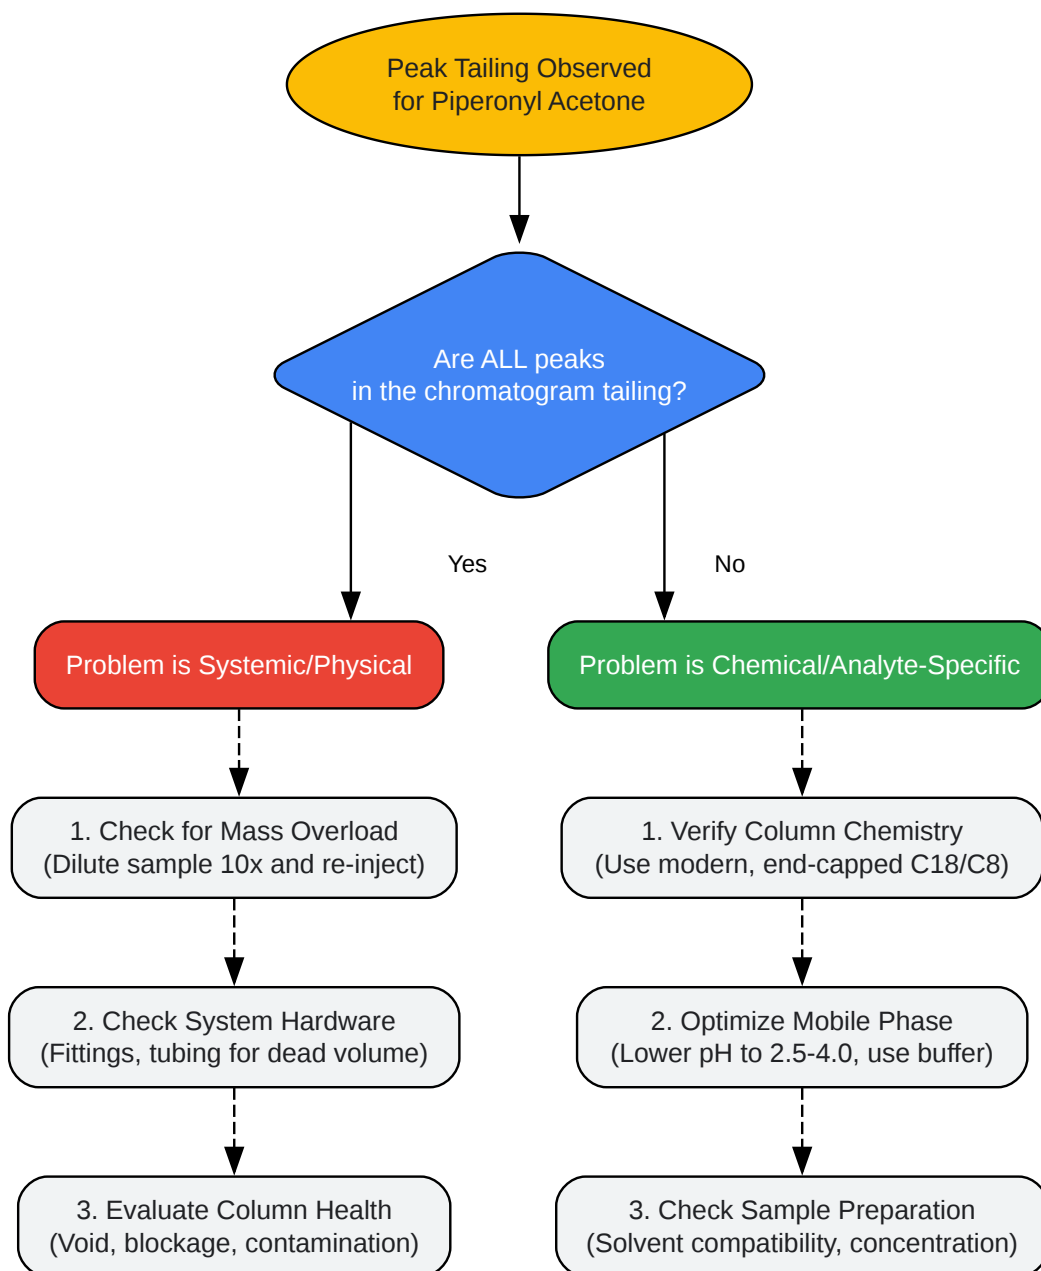 Peak Tailing Observed
for Piperonyl Acetone
Are ALL peaks
in the chromatogram tailing?
Yes
No
Problem is Systemic/Physical
Problem is Chemical/Analyte-Specific
1. Check for Mass Overload
(Dilute sample 10x and re-inject)
1. Verify Column Chemistry
(Use modern, end-capped C18/C8)
2. Check System Hardware
(Fittings, tubing for dead volume)
2. Optimize Mobile Phase
(Lower pH to 2.5-4.0, use buffer)
3. Evaluate Column Health
(Void, blockage, contamination)
3. Check Sample Preparation
(Solvent compatibility, concentration)